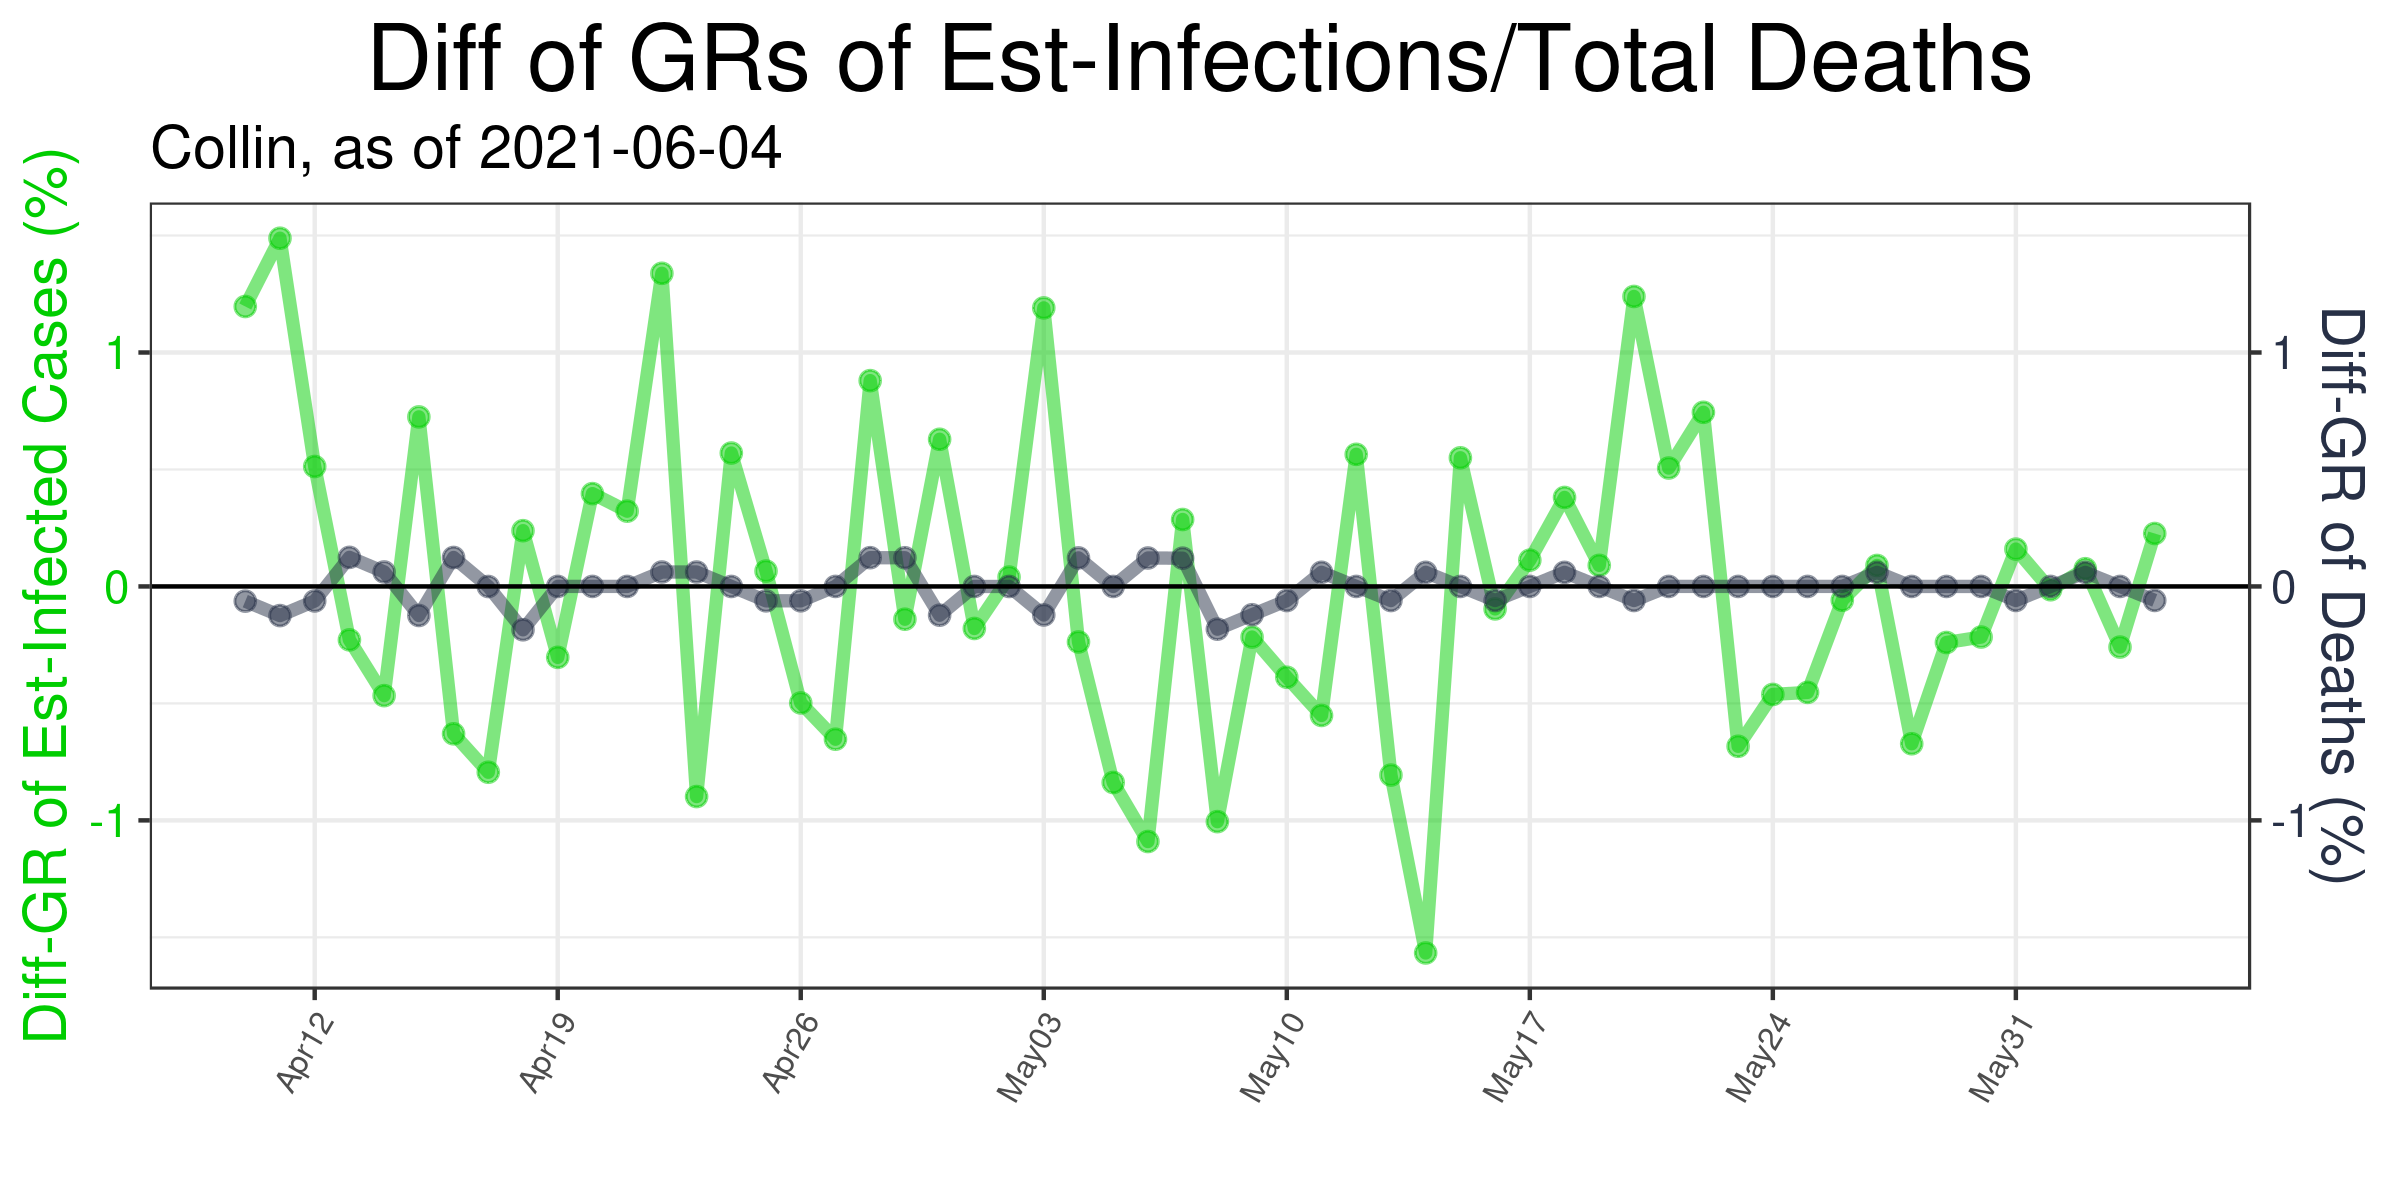 Diff of GRs of Est-Infections/Total Deaths
Collin, as of 2021-06-04
Diff-GR of Est-Infected Cases (%)
1
0
-1
1
0
-1
Diff-GR of Deaths (%)
Apr12
Apr19
Apr26
May03
May10
May17
May24
May31